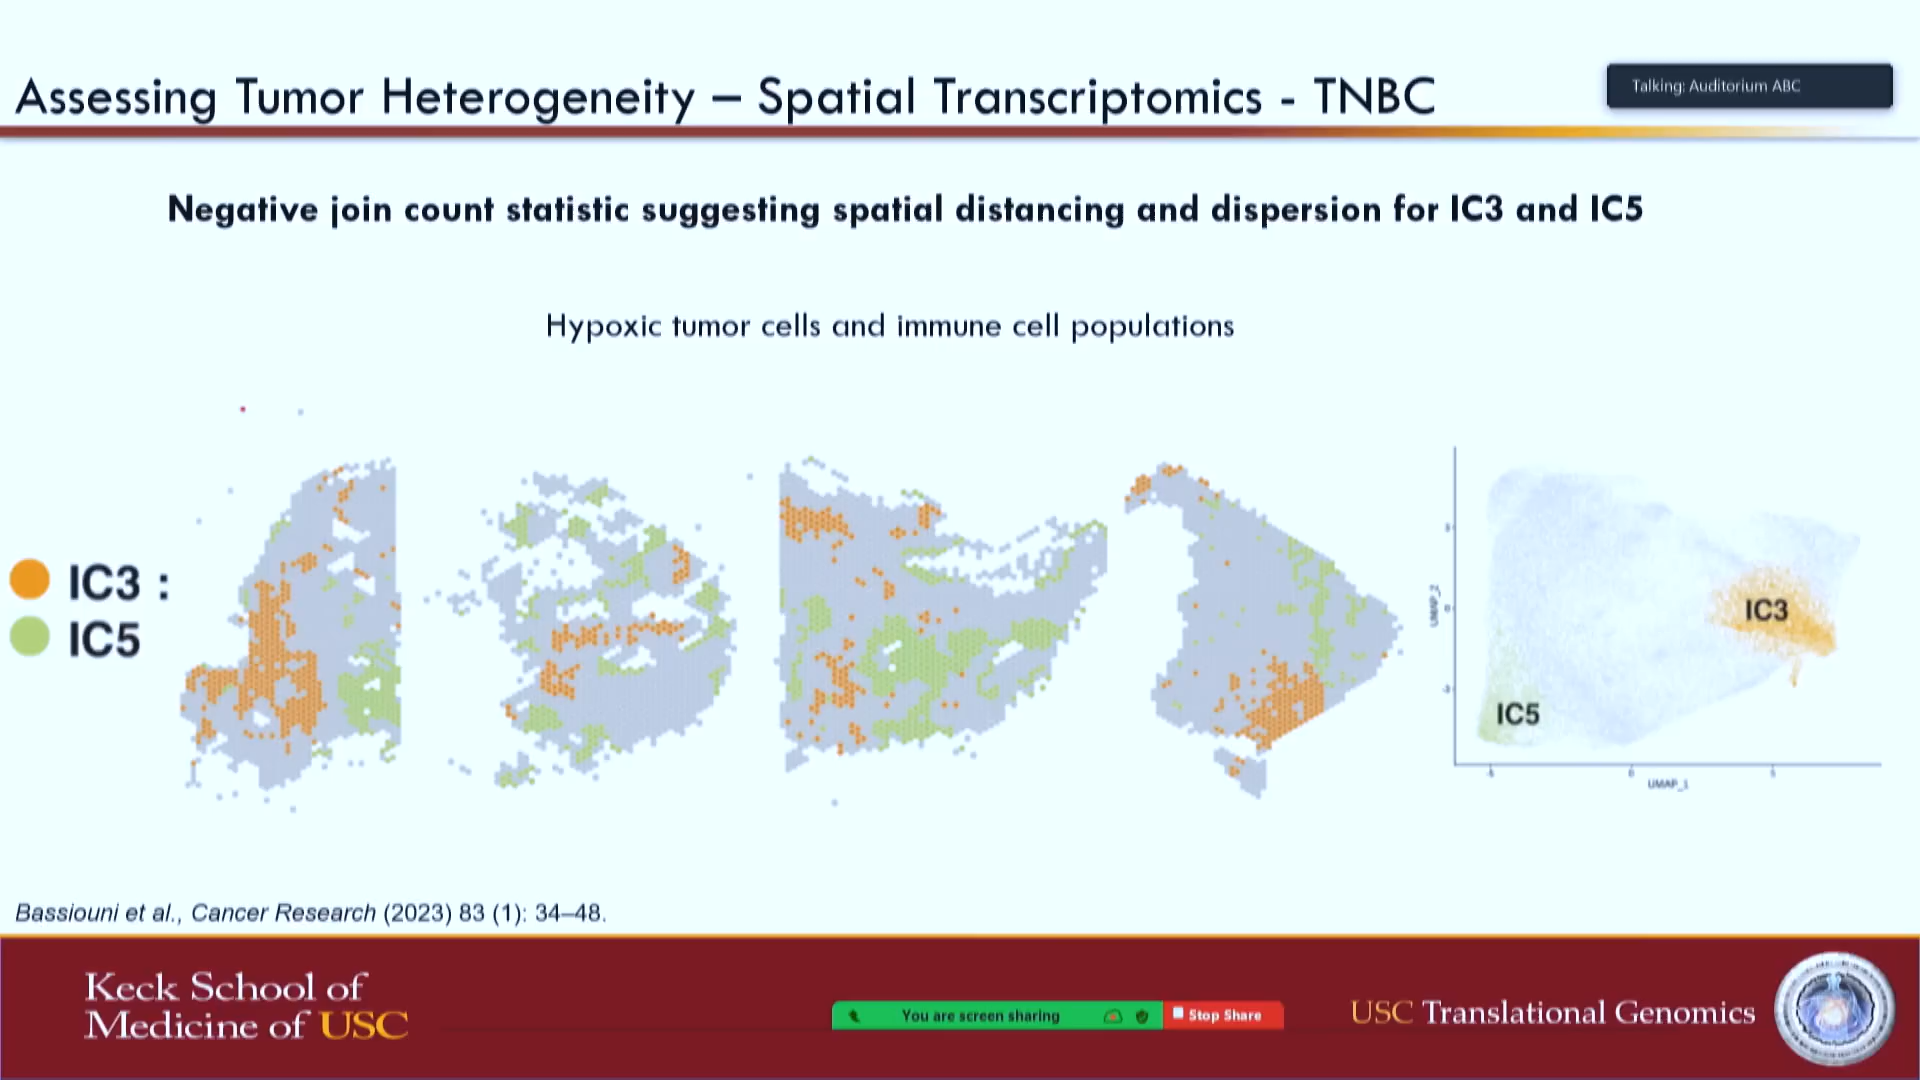 Assessing Tumor Heterogeneity – Spatial Transcriptomics - TNBC
Talking: Auditorium ABC
Negative join count statistic suggesting spatial distancing and dispersion for IC3 and IC5
Hypoxic tumor cells and immune cell populations
IC3 :
IC5
IC3
IC5
UMAP_2
0
0
5
UMAP_1
Bassiouni et al., Cancer Research (2023) 83 (1): 34–48.
Keck School of
Medicine of USC
You are screen sharing
Stop Share
USC Translational Genomics